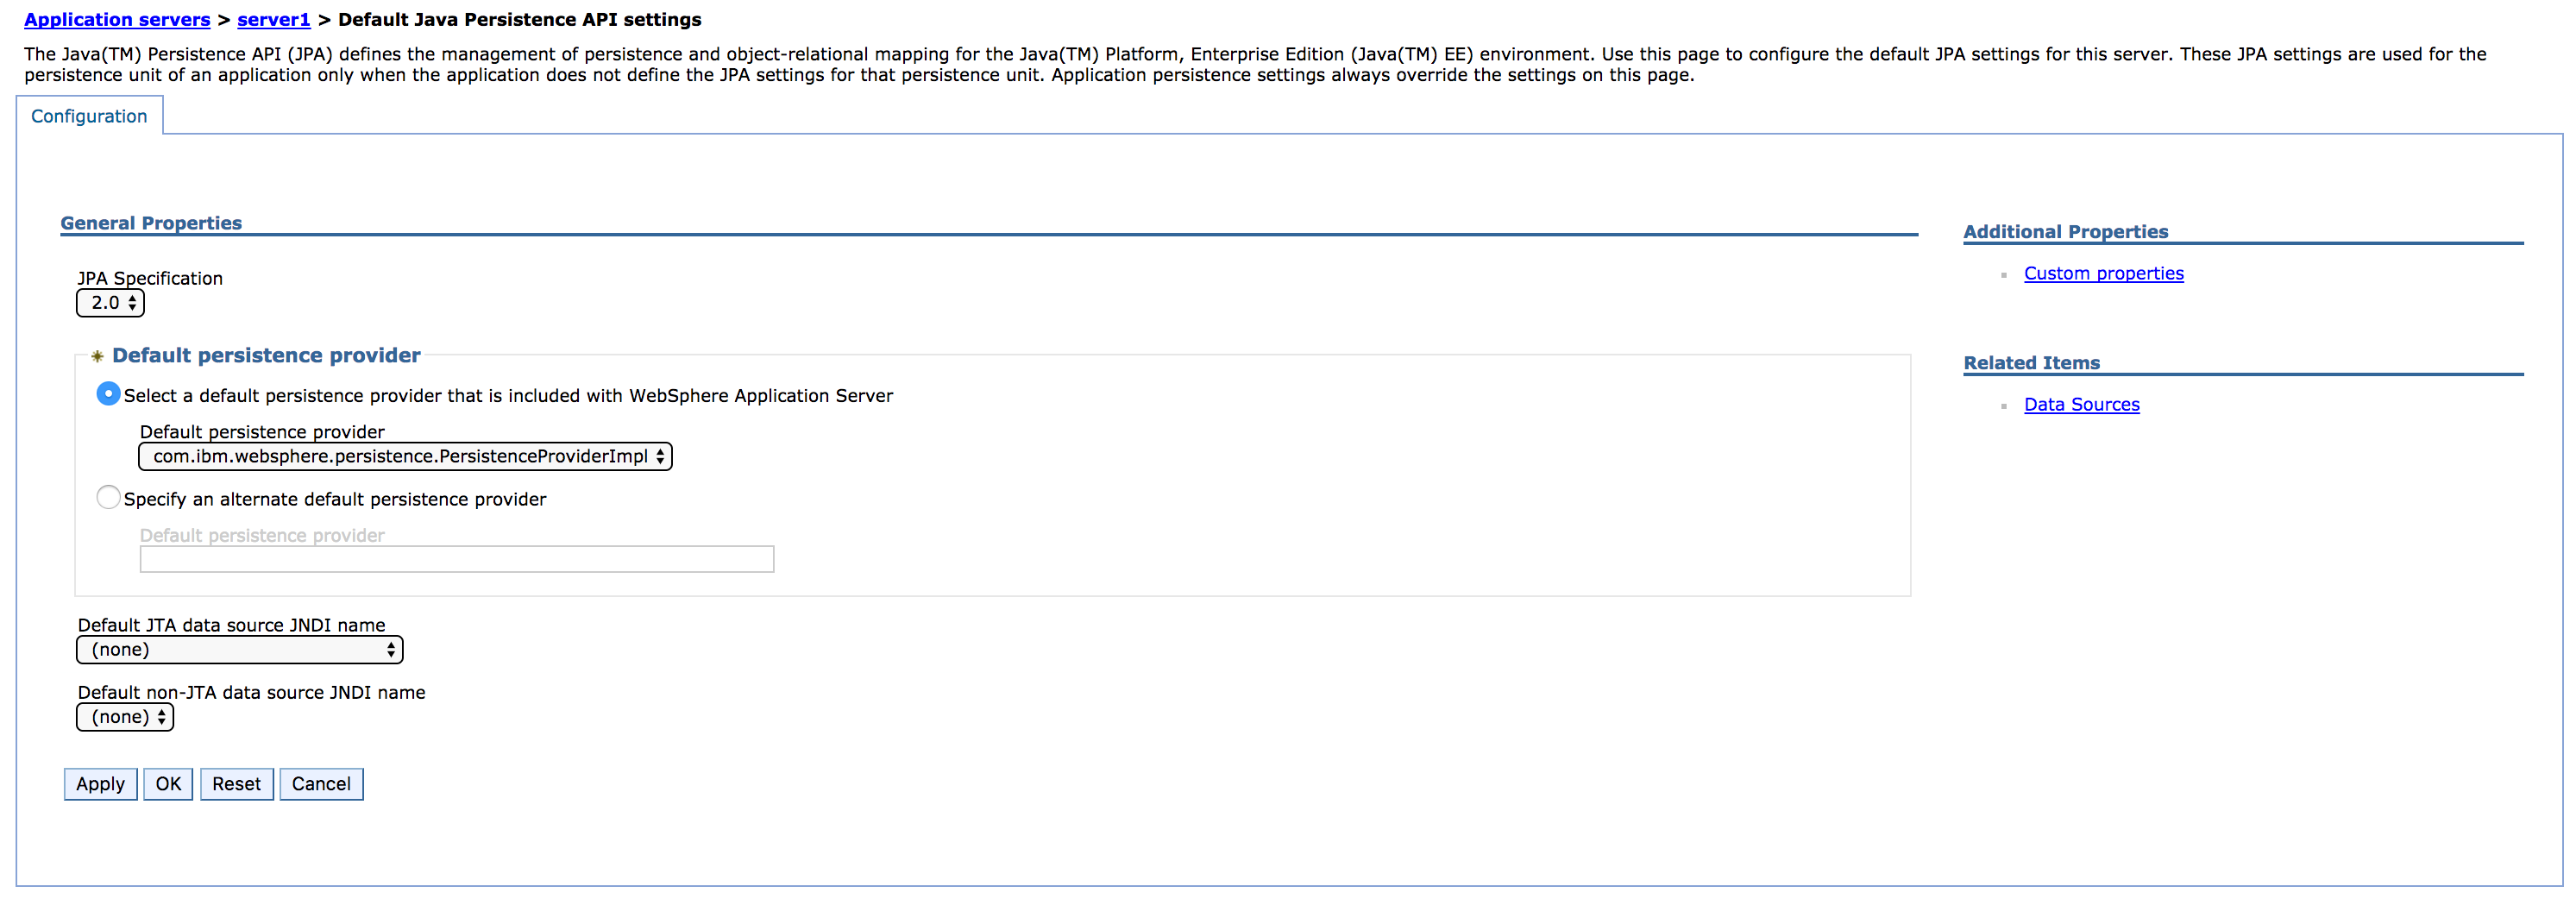 Application servers > server1 > Default Java Persistence API settings
The Java(TM) Persistence API (JPA) defines the management of persistence and object-relational mapping for the Java(TM) Platform, Enterprise Edition (Java(TM) EE) environment. Use this page to configure the default JPA settings for this server. These JPA settings are used for the
persistence unit of an application only when the application does not define the JPA settings for that persistence unit. Application persistence settings always override the settings on this page.
Configuration
General Properties
JPA Specification
2.0
Default persistence provider
Select a default persistence provider that is included with WebSphere Application Server
Default persistence provider
com.ibm.websphere.persistence.PersistenceProviderImpl
Specify an alternate default persistence provider
Default persistence provider
Default JTA data source JNDI name
(none)
Default non-JTA data source JNDI name
(none)
Apply OK Reset Cancel
Additional Properties
Custom properties
Related Items
Data Sources